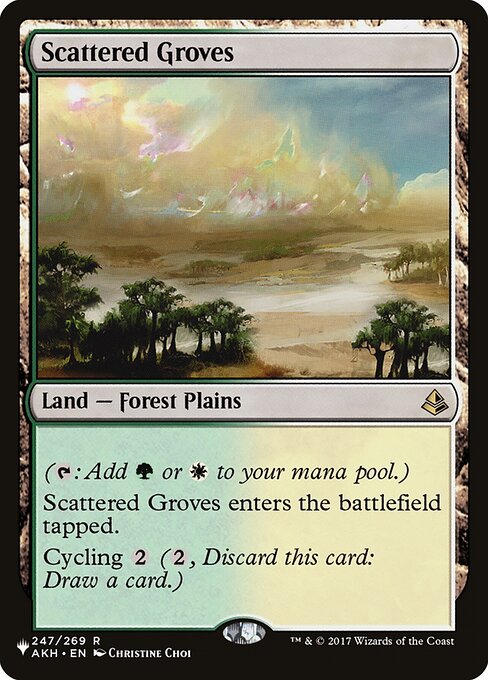 Scattered Groves
Land — Forest Plains
( : Add or to your mana pool.)
Scattered Groves enters the battlefield
tapped.
Cycling 2 (2, Discard this card:
Draw a card.)
247/269 R
AKH • EN Christine Choi
™ & © 2017 Wizards of the Coast